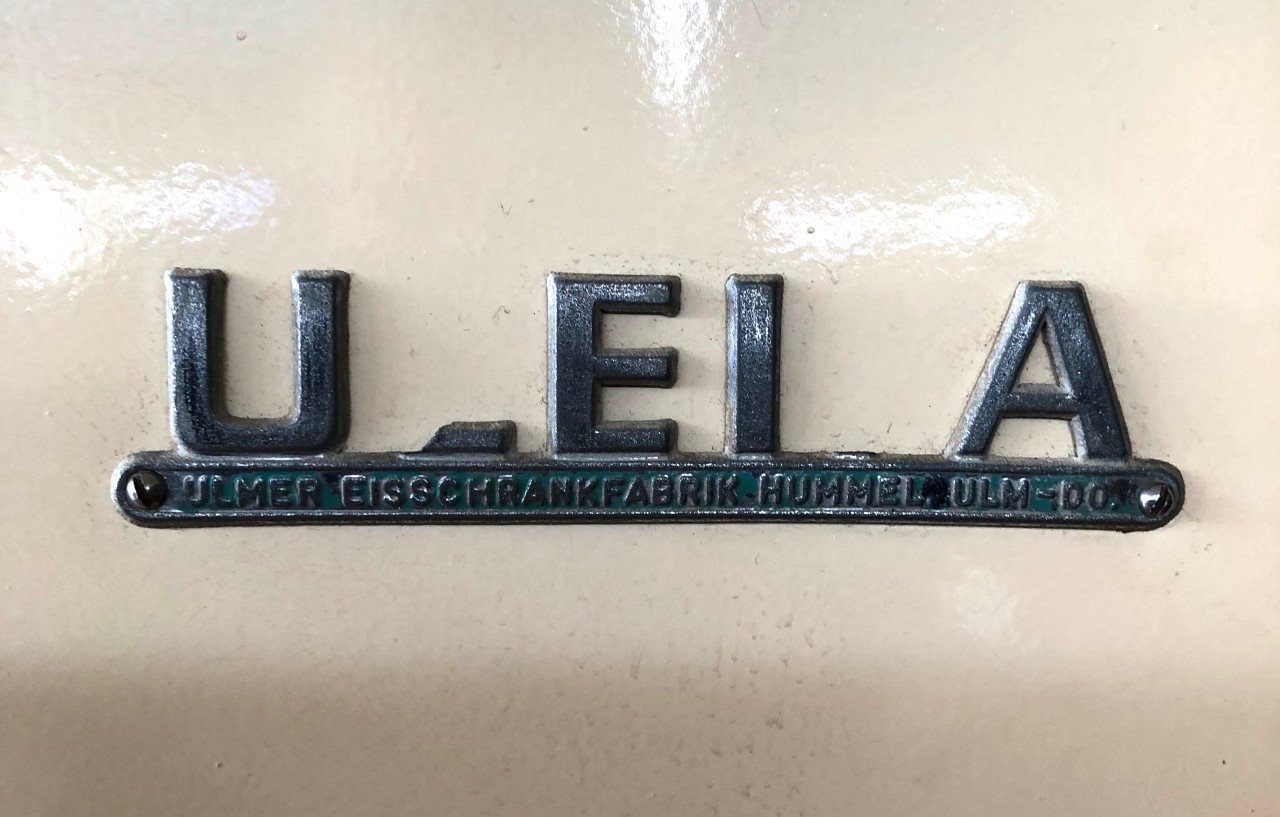 U EI A
ULMER EISSCHRANKFABRIK HUMMEL, ULM-DO.